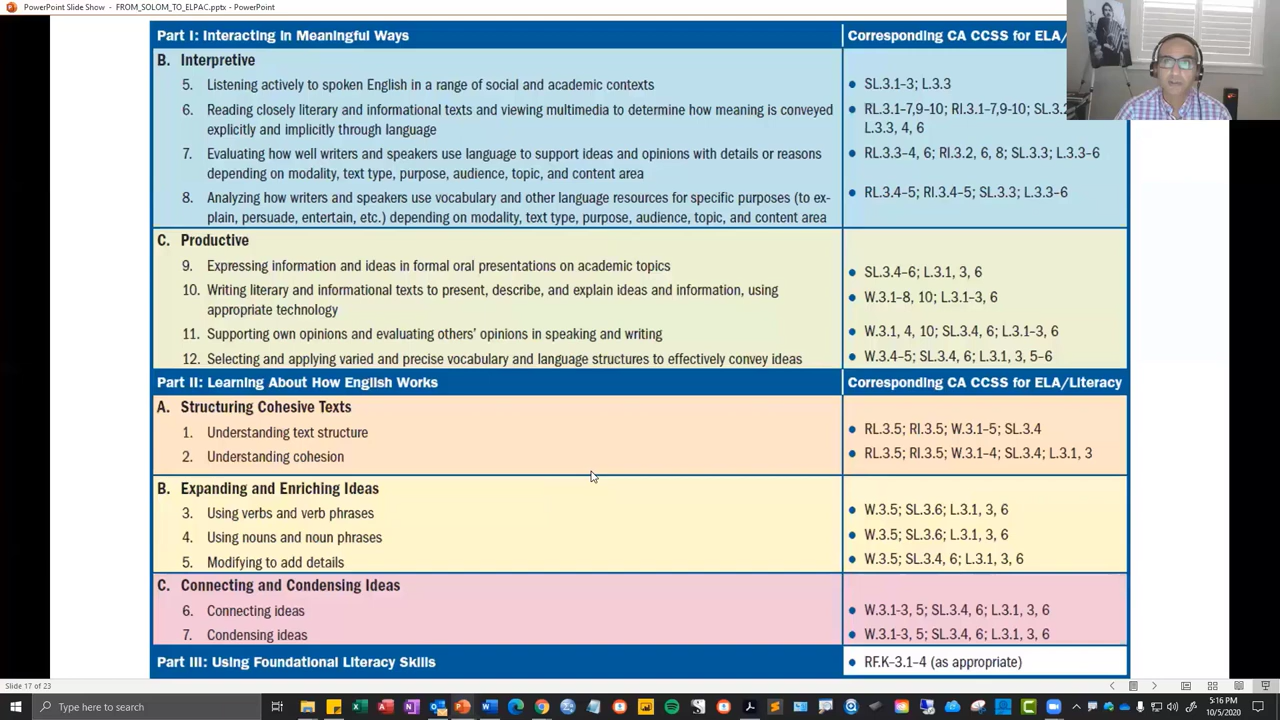 PowerPoint Slide Show - FROM_SOLOM_TO_ELPAC.pptx - PowerPoint
Part I: Interacting in Meaningful Ways
Corresponding CA CCSS for ELA/
B. Interpretive
5. Listening actively to spoken English in a range of social and academic contexts
• SL.3.1–3; L.3.3
6. Reading closely literary and informational texts and viewing multimedia to determine how meaning is conveyed
explicitly and implicitly through language
• RL.3.1–7,9–10; RI.3.1–7,9–10; SL.3.
L.3.3, 4, 6
7. Evaluating how well writers and speakers use language to support ideas and opinions with details or reasons
depending on modality, text type, purpose, audience, topic, and content area
• RL.3.3–4, 6; RI.3.2, 6, 8; SL.3.3; L.3.3–6
8. Analyzing how writers and speakers use vocabulary and other language resources for specific purposes (to ex-
plain, persuade, entertain, etc.) depending on modality, text type, purpose, audience, topic, and content area
• RL.3.4–5; RI.3.4–5; SL.3.3; L.3.3–6
C. Productive
9. Expressing information and ideas in formal oral presentations on academic topics
• SL.3.4–6; L.3.1, 3, 6
10. Writing literary and informational texts to present, describe, and explain ideas and information, using
appropriate technology
• W.3.1–8, 10; L.3.1–3, 6
11. Supporting own opinions and evaluating others' opinions in speaking and writing
• W.3.1, 4, 10; SL.3.4, 6; L.3.1–3, 6
12. Selecting and applying varied and precise vocabulary and language structures to effectively convey ideas
• W.3.4–5; SL.3.4, 6; L.3.1, 3, 5–6
Part II: Learning About How English Works
Corresponding CA CCSS for ELA/Literacy
A. Structuring Cohesive Texts
1. Understanding text structure
• RL.3.5; RI.3.5; W.3.1–5; SL.3.4
2. Understanding cohesion
• RL.3.5; RI.3.5; W.3.1–4; SL.3.4; L.3.1, 3
B. Expanding and Enriching Ideas
3. Using verbs and verb phrases
• W.3.5; SL.3.6; L.3.1, 3, 6
4. Using nouns and noun phrases
• W.3.5; SL.3.6; L.3.1, 3, 6
5. Modifying to add details
• W.3.5; SL.3.4, 6; L.3.1, 3, 6
C. Connecting and Condensing Ideas
6. Connecting ideas
• W.3.1-3, 5; SL.3.4, 6; L.3.1, 3, 6
7. Condensing ideas
• W.3.1-3, 5; SL.3.4, 6; L.3.1, 3, 6
Part III: Using Foundational Literacy Skills
• RF.K–3.1–4 (as appropriate)
Slide 17 of 23
Type here to search
5:16 PM
10/5/2020